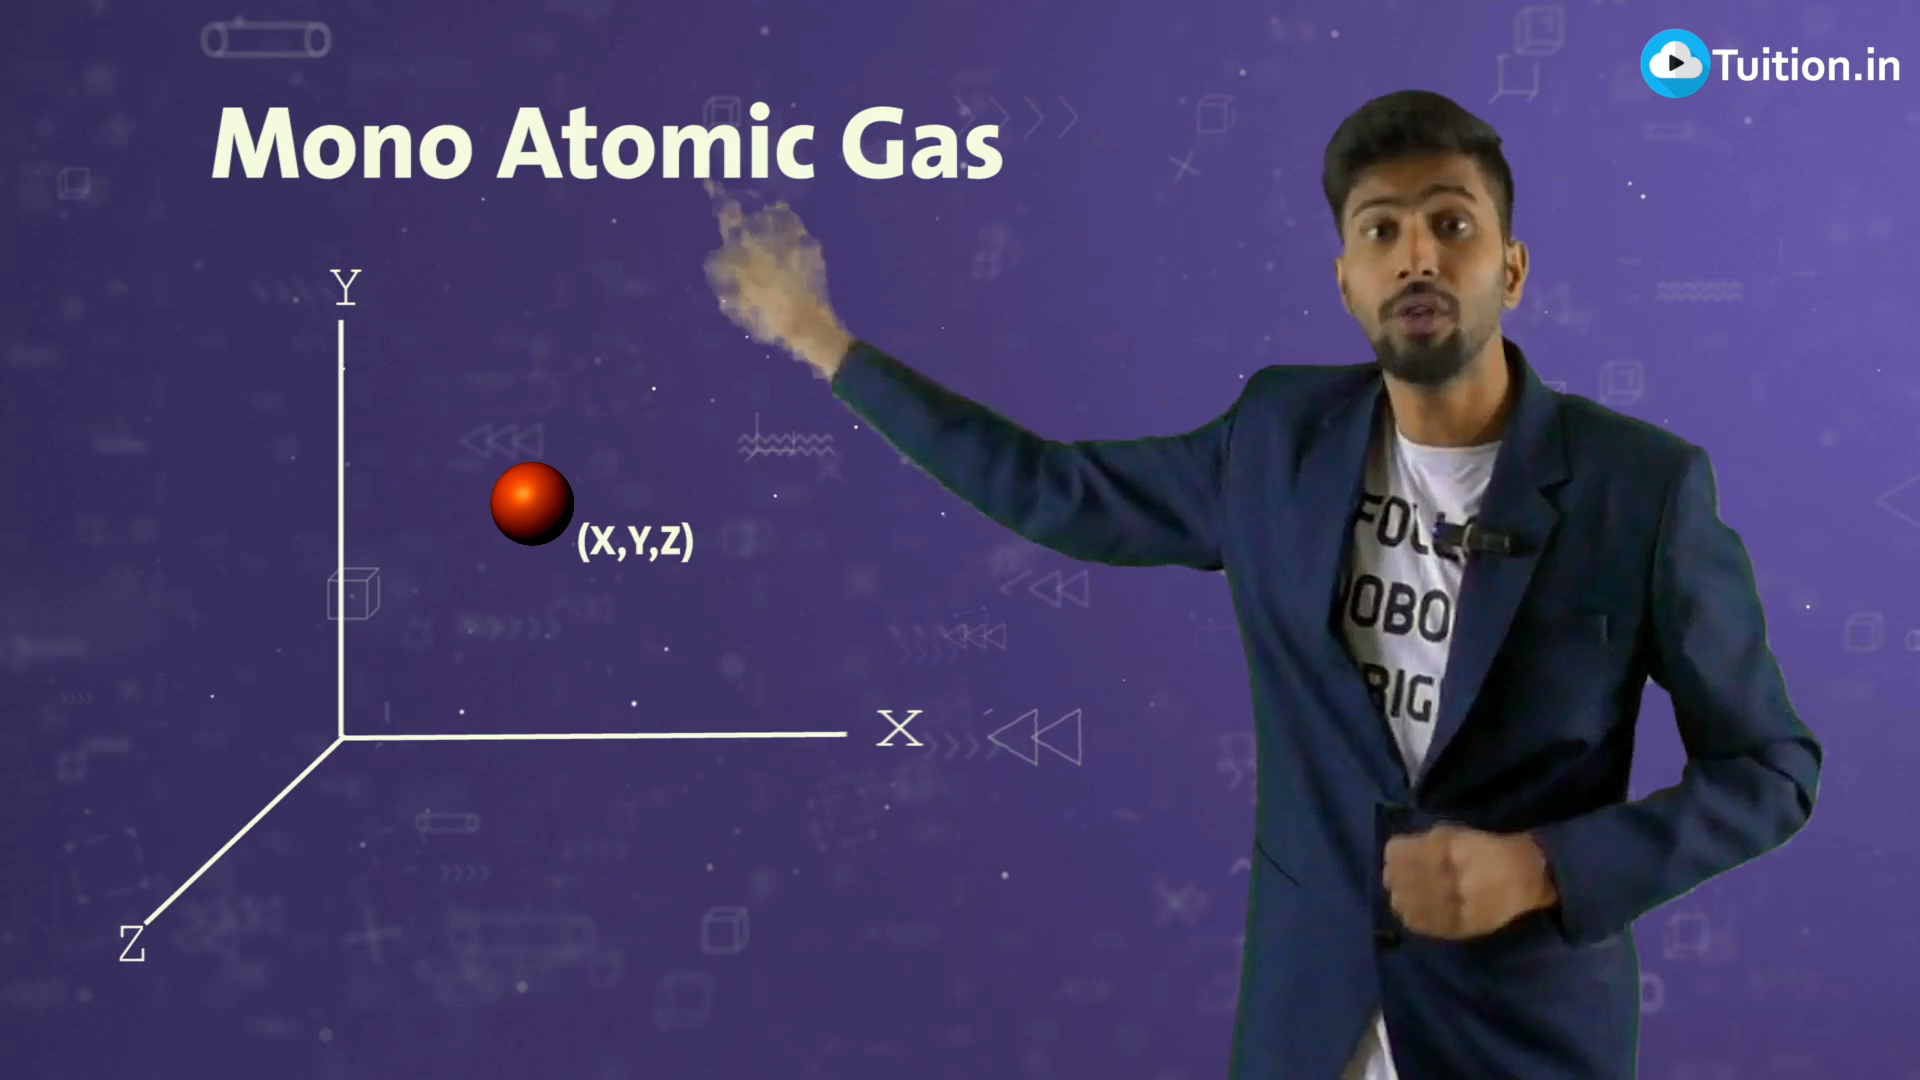 Tuition.in
Mono Atomic Gas
Y
(X,Y,Z)
X
Z